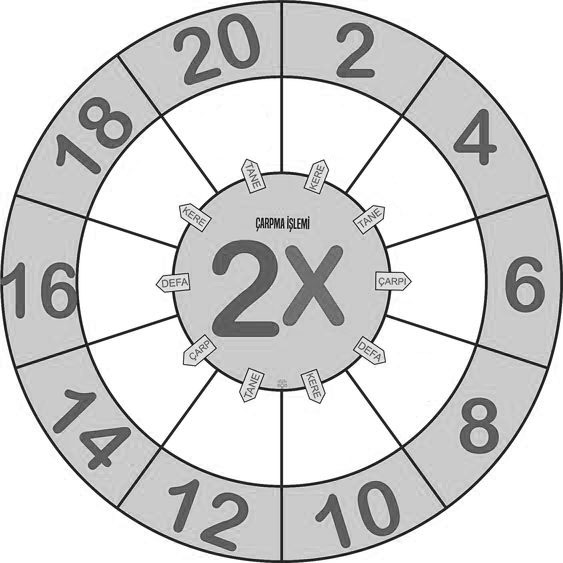 20
2
18
4
TANE
KERE
KERE
TANE
ÇARPMA İŞLEMİ
16
DEFA
2X
ÇARPI
6
ÇARPI
DEFA
TANE
KERE
14
8
12
10